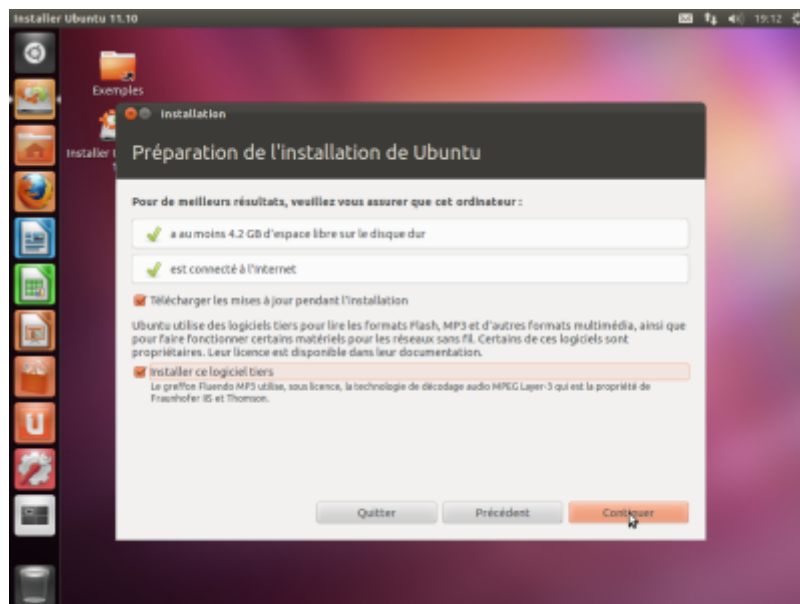 Installer Ubuntu 11.10
19:12
Exemples
Installer
Installation
Préparation de l'installation de Ubuntu
Pour de meilleurs résultats, veuillez vous assurer que cet ordinateur :
a au moins 4.2 GB d'espace libre sur le disque dur
est connecté à l'Internet
Télécharger les mises à jour pendant l'installation
Ubuntu utilise des logiciels tiers pour lire les formats Flash, MP3 et d'autres formats multimédia, ainsi que
pour faire fonctionner certains matériels pour les réseaux sans fil. Certains de ces logiciels sont
propriétaires. Leur licence est disponible dans leur documentation.
Installer ce logiciel tiers
Le greffon Fluendo MP3 utilise, sous licence, la technologie de décodage audio MPEG Layer-3 qui est la propriété de
Fraunhofer IIS et Thomson.
Quitter
Précédent
Continuer